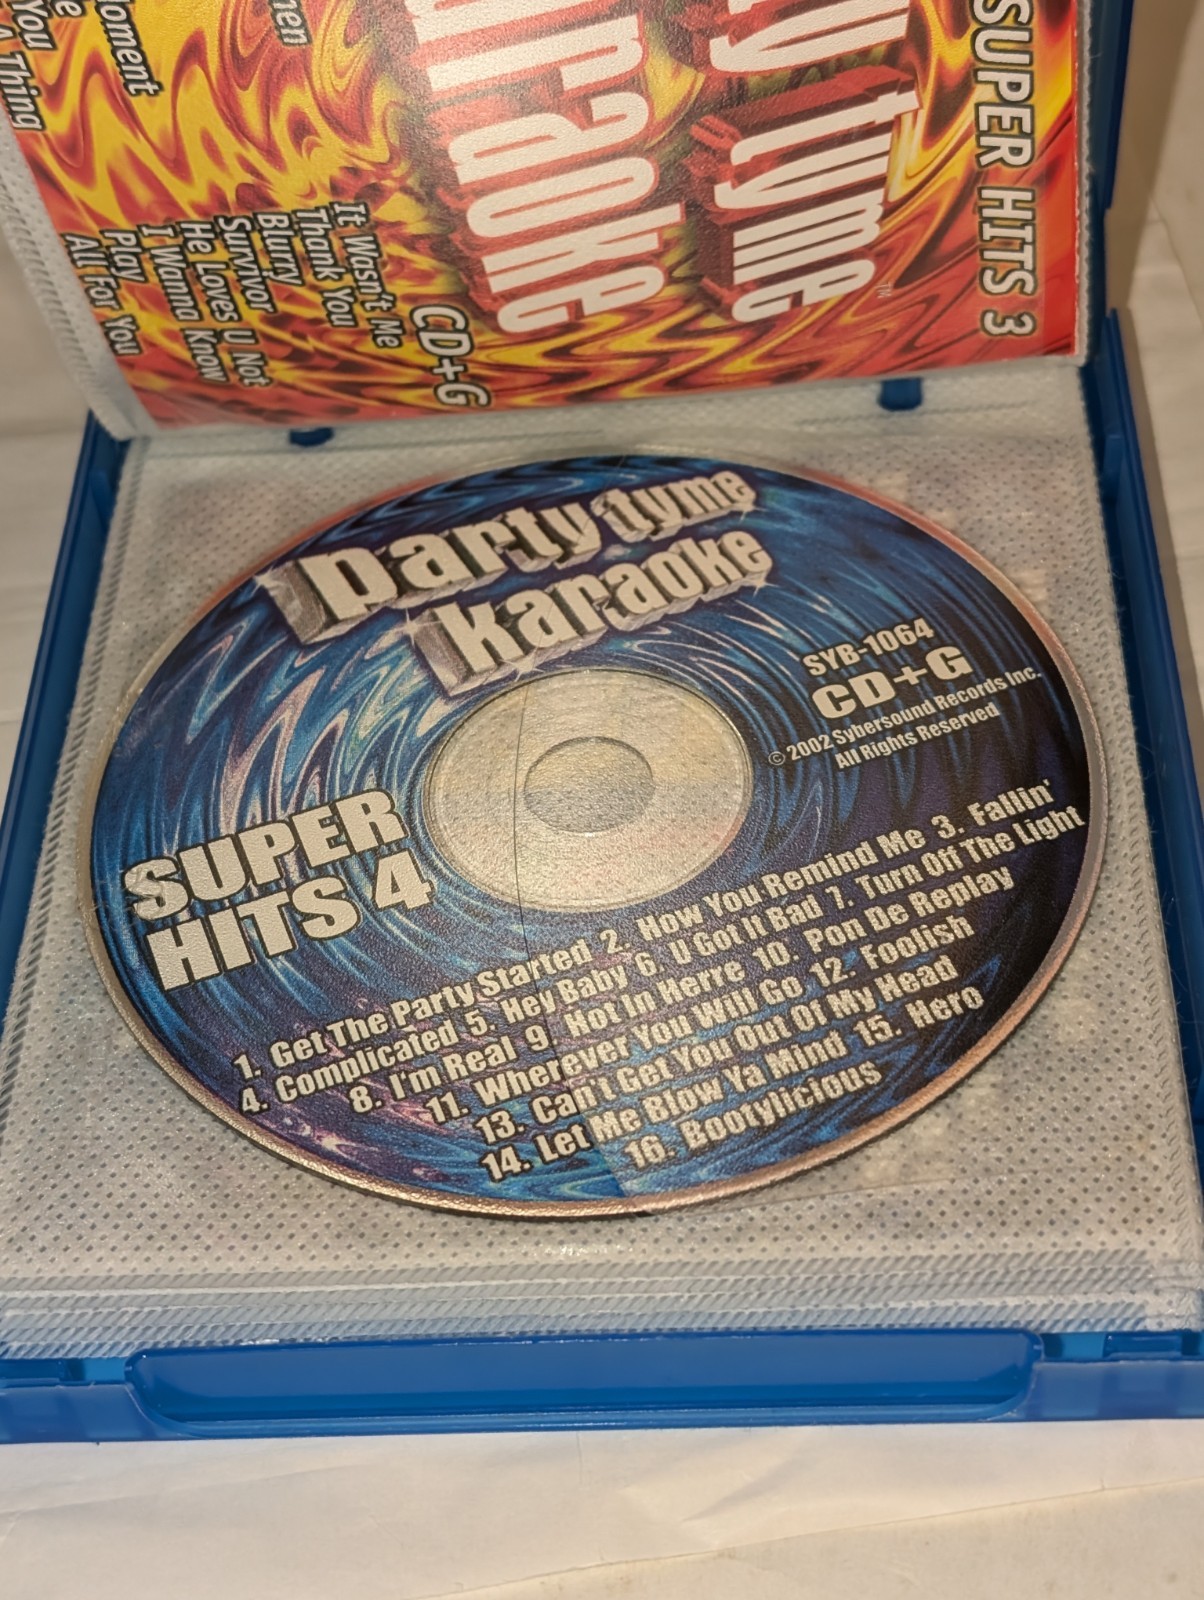 SUPER HITS 3
ty tyme
araoke
™
CD+G
It Wasn't Me
Thank You
Blurry
Survivor
He Loves U Not
I Wanna Know
Play
All For You
You
A Thing
party tyme
karaoke
SYB-1064
CD+G
© 2002 Sybersound Records Inc.
All Rights Reserved
SUPER
HITS 4
1. Get The Party Started 2. How You Remind Me 3. Fallin'
4. Complicated 5. Hey Baby 6. U Got It Bad 7. Turn Off The Light
8. I'm Real 9 Hot In Herre 10. Pon De Replay
11. Wherever You Will Go 12. Foolish
13. Can't Get You Out Of My Head
14. Let Me Blow Ya Mind 15. Hero
16. Bootylicious